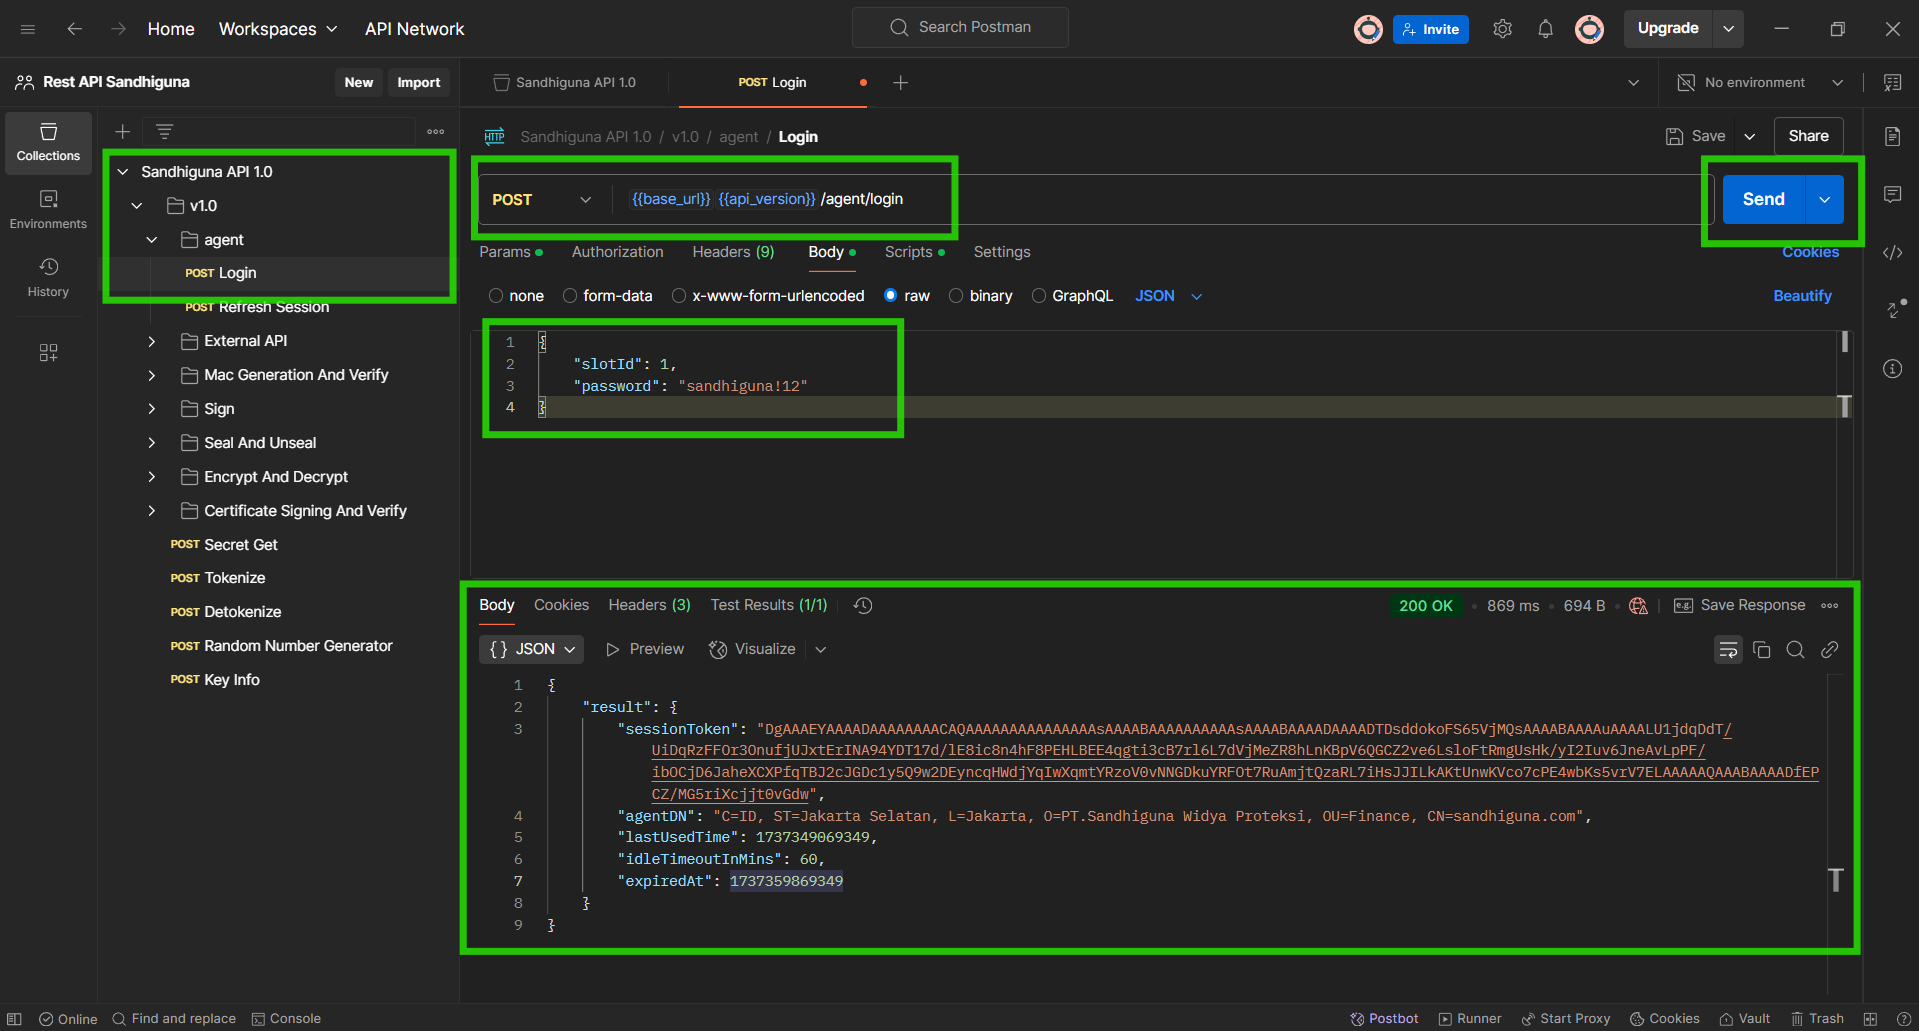 Home Workspaces API Network Search Postman Invite Upgrade
Rest API Sandhiguna New Import Sandhiguna API 1.0 POST Login No environment
Collections
Environments
History
Sandhiguna API 1.0
v1.0
agent
POST Login
POST Refresh Session
External API
Mac Generation And Verify
Sign
Seal And Unseal
Encrypt And Decrypt
Certificate Signing And Verify
POST Secret Get
POST Tokenize
POST Detokenize
POST Random Number Generator
POST Key Info
HTTP Sandhiguna API 1.0 / v1.0 / agent / Login Save Share
POST {{base_url}} {{api_version}} /agent/login Send
Params Authorization Headers (9) Body Scripts Settings Cookies
none form-data x-www-form-urlencoded raw binary GraphQL JSON Beautify
1 {
2 "slotId": 1,
3 "password": "sandhiguna!12"
4 }
Body Cookies Headers (3) Test Results (1/1) 200 OK 869 ms 694 B e.g. Save Response
{} JSON Preview Visualize
1 {
2 "result": {
3 "sessionToken": "DgAAAEYAAAADAAAAAAAACAQAAAAAAAAAAAAAAAsAAAABAAAAAAAAAAsAAAABAAAADAAAADTDsddokoFS65VjMQsAAAABAAAAuAAAALU1jdqDdT/
UiDqRzFFOr3OnufjUJxtErINA94YDT17d/lE8ic8n4hF8PEHLBEE4qgti3cB7rl6L7dVjMeZR8hLnKBpV6QGCZ2ve6LsloFtRmgUsHk/yI2Iuv6JneAvLpPF/
ibOCjD6JaheXCXPfqTBJ2cJGDc1y5Q9w2DEyncqHWdjYqIwXqmtYRzoV0vNNGDkuYRFOt7RuAmjtQzaRL7iHsJJILkAKtUnwKVco7cPE4wbKs5vrV7ELAAAAAQAAABAAAADfEP
CZ/MG5riXcjjt0vGdw",
4 "agentDN": "C=ID, ST=Jakarta Selatan, L=Jakarta, O=PT.Sandhiguna Widya Proteksi, OU=Finance, CN=sandhiguna.com",
5 "lastUsedTime": 1737349069349,
6 "idleTimeoutInMins": 60,
7 "expiredAt": 1737359869349
8 }
9 }
Online Find and replace Console Postbot Runner Start Proxy Cookies Vault Trash